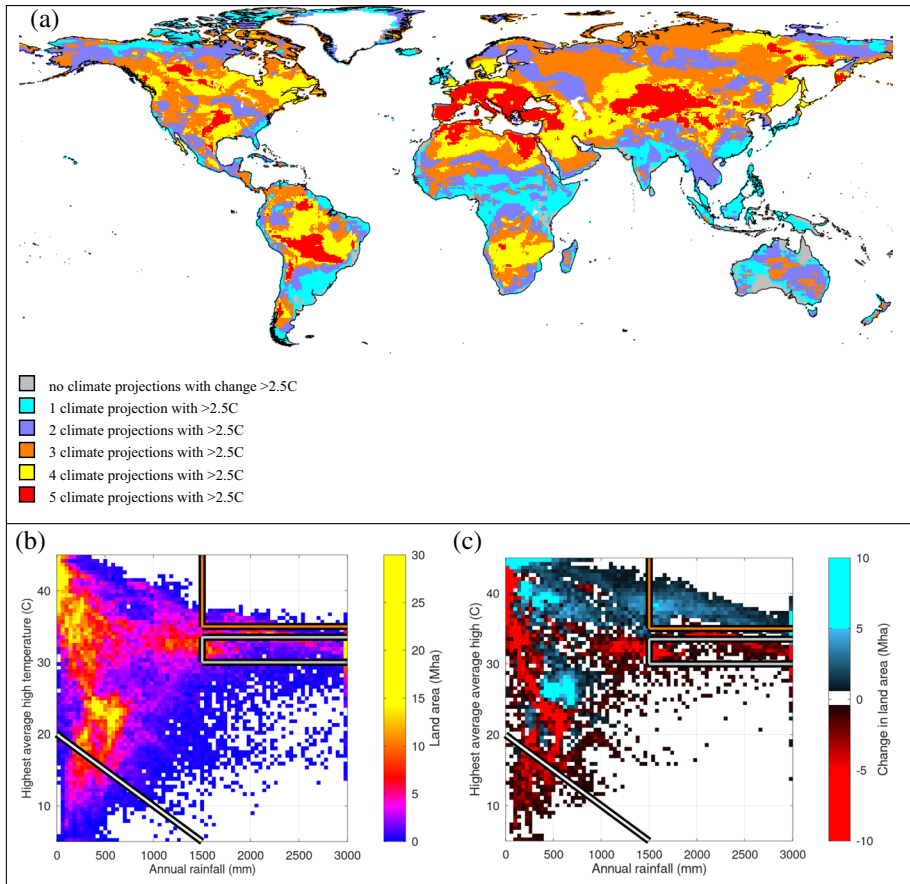 (a)
no climate projections with change >2.5C
1 climate projection with >2.5C
2 climate projections with >2.5C
3 climate projections with >2.5C
4 climate projections with >2.5C
5 climate projections with >2.5C
(b)
Highest average high temperature (C)
40
30
20
10
0
500
1000
1500
2000
2500
3000
Annual rainfall (mm)
30
25
20
15
10
5
0
Land area (Mha)
(c)
Highest average average high (C)
40
30
20
10
0
500
1000
1500
2000
2500
3000
Annual rainfall (mm)
10
5
0
-5
-10
Change in land area (Mha)